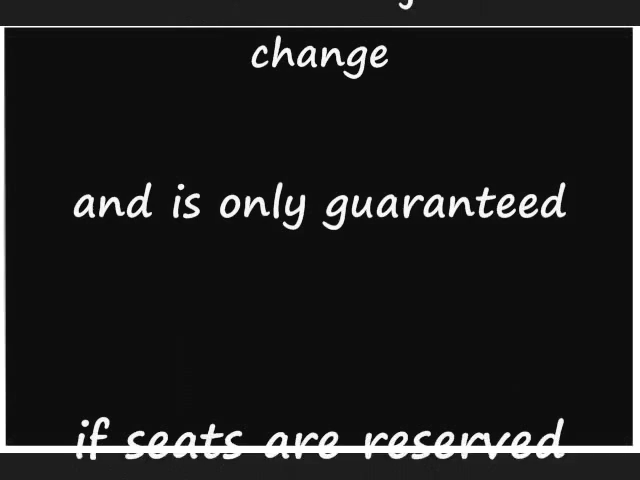 change
and is only guaranteed
if seats are reserved